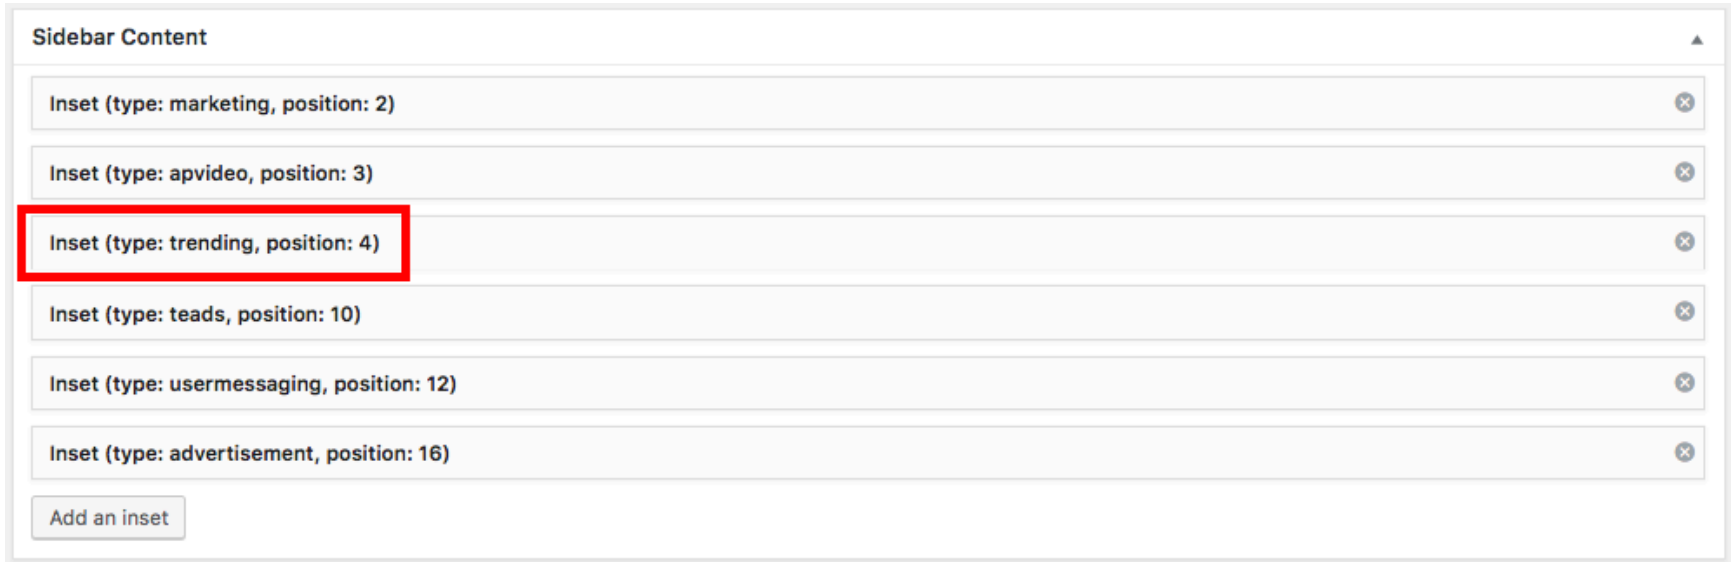 Sidebar Content
Inset (type: marketing, position: 2)
Inset (type: apvideo, position: 3)
Inset (type: trending, position: 4)
Inset (type: teads, position: 10)
Inset (type: usermessaging, position: 12)
Inset (type: advertisement, position: 16)
Add an inset